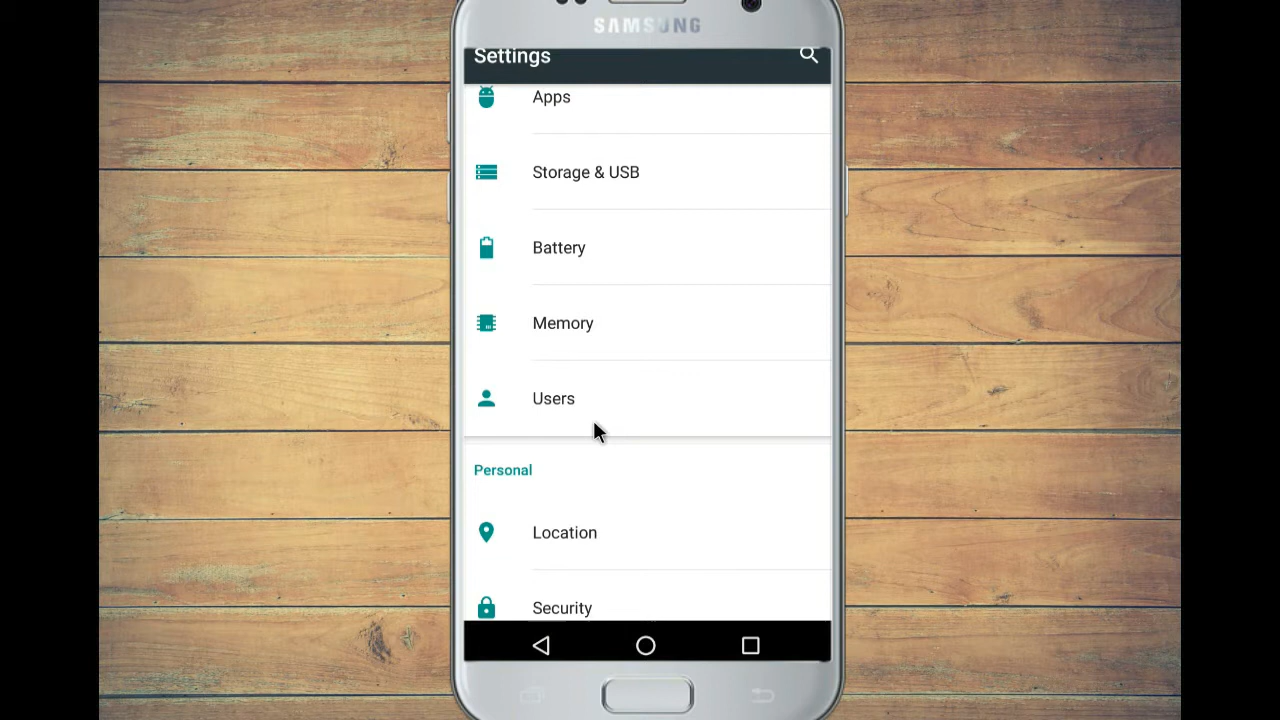 SAMSUNG
Settings
Apps
Storage & USB
Battery
Memory
Users
Personal
Location
Security